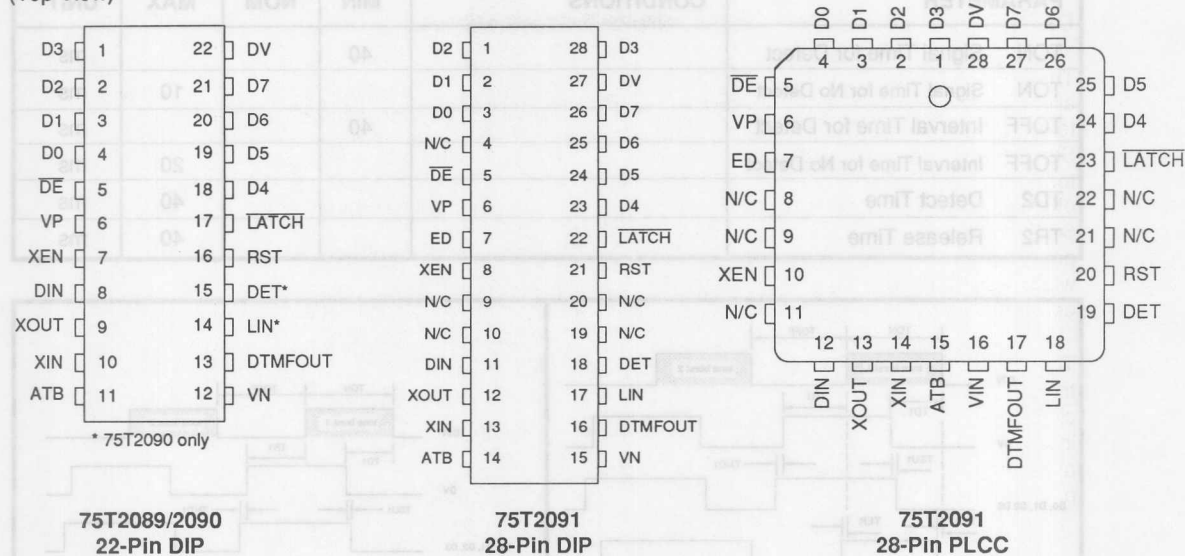 (Top View)
D3 1 22 DV
D2 2 21 D7
D1 3 20 D6
D0 4 19 D5
D̅E̅ 5 18 D4
VP 6 17 L̅A̅T̅C̅H̅
XEN 7 16 RST
DIN 8 15 DET*
XOUT 9 14 LIN*
XIN 10 13 DTMFOUT
ATB 11 12 VN
* 75T2090 only
75T2089/2090
22-Pin DIP
D2 1 28 D3
D1 2 27 DV
D0 3 26 D7
N/C 4 25 D6
D̅E̅ 5 24 D5
VP 6 23 D4
ED 7 22 L̅A̅T̅C̅H̅
XEN 8 21 RST
N/C 9 20 N/C
N/C 10 19 N/C
DIN 11 18 DET
XOUT 12 17 LIN
XIN 13 16 DTMFOUT
ATB 14 15 VN
75T2091
28-Pin DIP
D0 D1 D2 D3 DV D7 D6
4 3 2 1 28 27 26
D̅E̅ 5 25 D5
VP 6 24 D4
ED 7 23 L̅A̅T̅C̅H̅
N/C 8 22 N/C
N/C 9 21 N/C
XEN 10 20 RST
N/C 11 19 DET
12 13 14 15 16 17 18
DIN XOUT XIN ATB VIN DTMFOUT LIN
75T2091
28-Pin PLCC